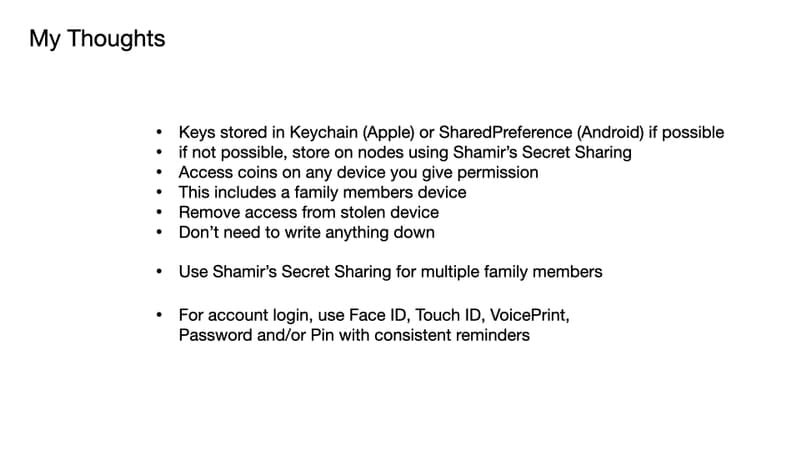 My Thoughts
• Keys stored in Keychain (Apple) or SharedPreference (Android) if possible
• if not possible, store on nodes using Shamir’s Secret Sharing
• Access coins on any device you give permission
• This includes a family members device
• Remove access from stolen device
• Don’t need to write anything down
• Use Shamir’s Secret Sharing for multiple family members
• For account login, use Face ID, Touch ID, VoicePrint,
Password and/or Pin with consistent reminders